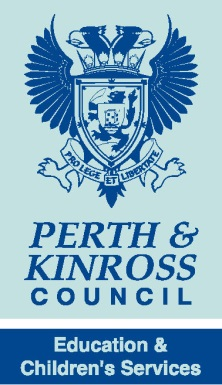 PRO LEGE ET LIBERTATE
PERTH &
KINROSS
COUNCIL
Education &
Children's Services